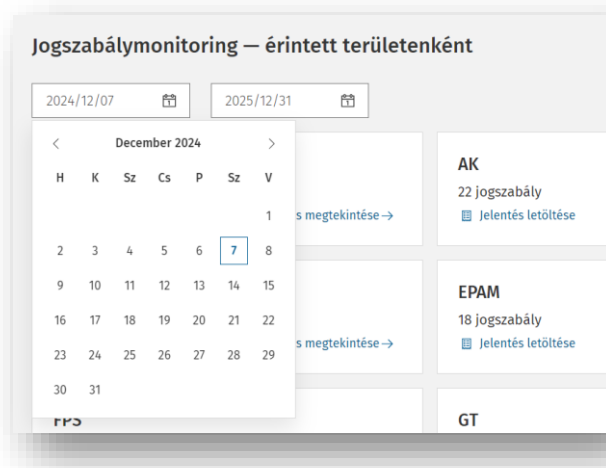 Jogszabálymonitoring — érintett területenként
2024/12/07
2025/12/31
December 2024
H K Sz Cs P Sz V
1
2 3 4 5 6 7 8
9 10 11 12 13 14 15
16 17 18 19 20 21 22
23 24 25 26 27 28 29
30 31
s megtekintése→
AK
22 jogszabály
Jelentés letöltése
s megtekintése→
EPAM
18 jogszabály
Jelentés letöltése
FPS
GT